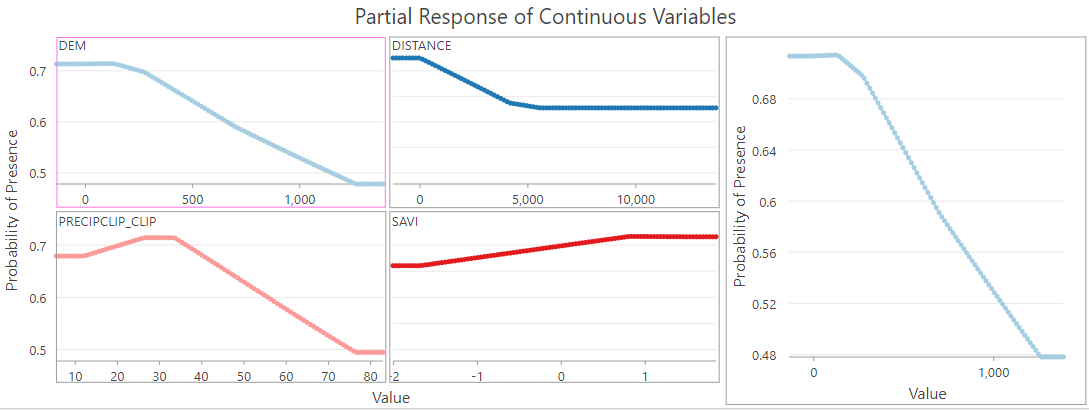 Partial Response of Continuous Variables
DEM
DISTANCE
0.7
0.6
0.5
0 500 1,000
0 5,000 10,000
PRECIPCLIP_CLIP
SAVI
0.7
0.6
0.5
10 20 30 40 50 60 70 80
-2 -1 0 1
Probability of Presence
Value
0.68
0.64
0.6
0.56
0.52
0.48
0 1,000
Probability of Presence
Value